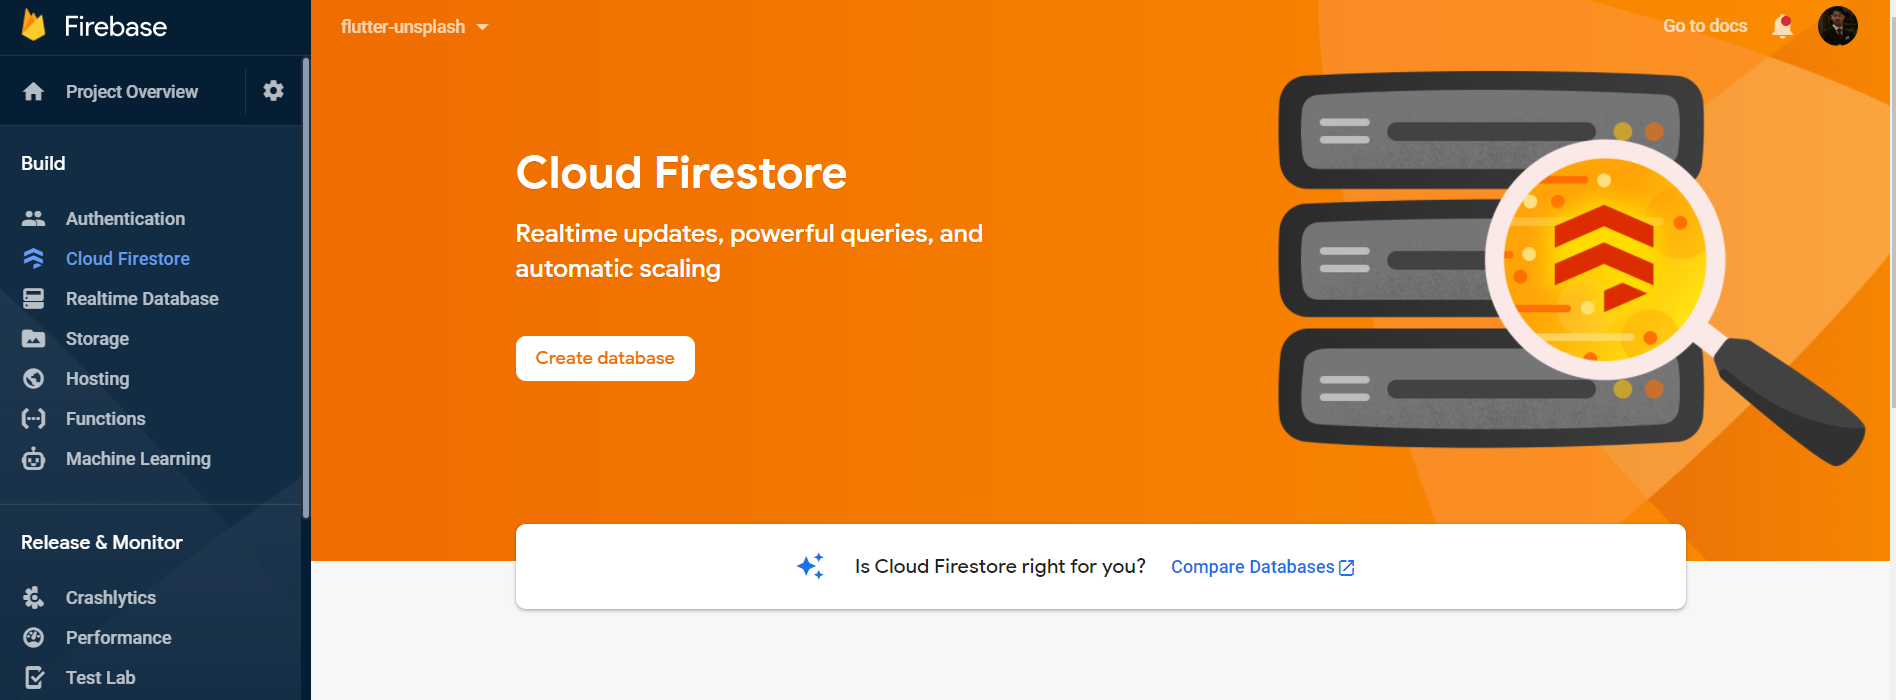 Firebase
Project Overview
Build
Authentication
Cloud Firestore
Realtime Database
Storage
Hosting
Functions
Machine Learning
Release & Monitor
Crashlytics
Performance
Test Lab
flutter-unsplash
Go to docs
Cloud Firestore
Realtime updates, powerful queries, and
automatic scaling
Create database
Is Cloud Firestore right for you? Compare Databases